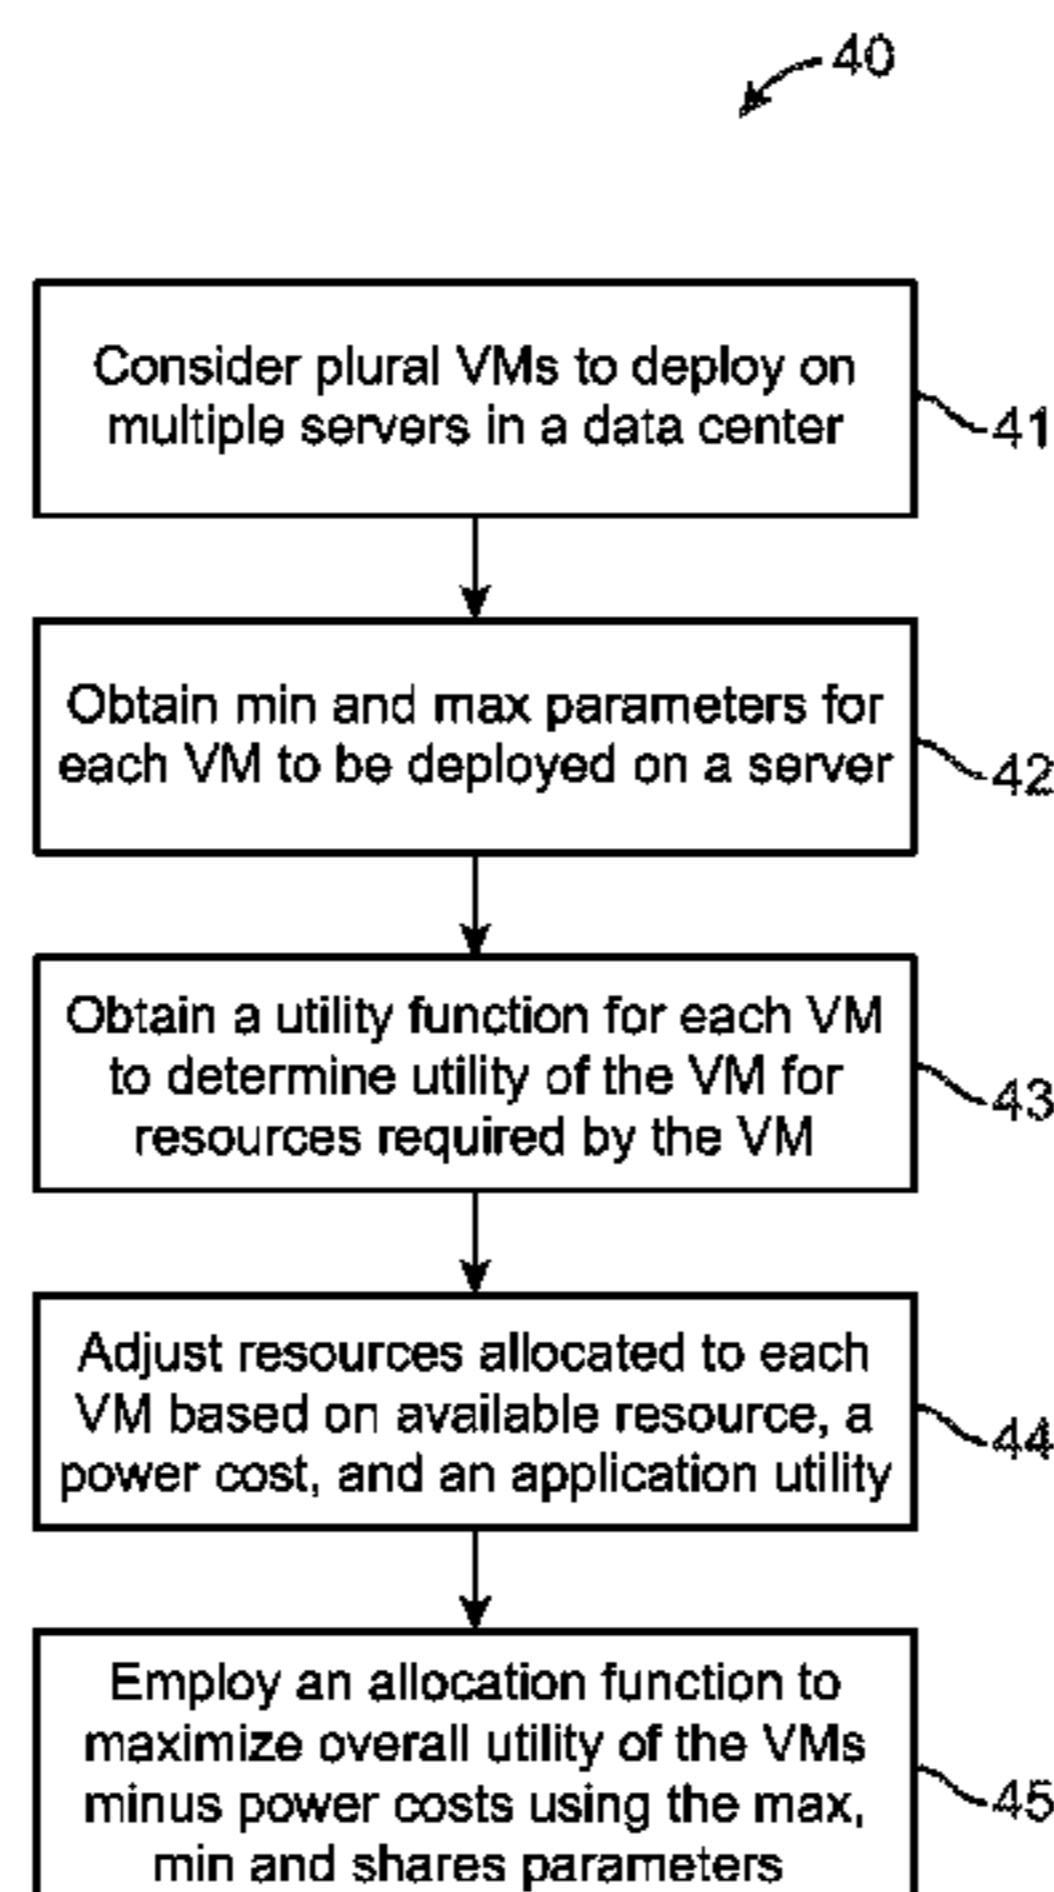 40
Consider plural VMs to deploy on
multiple servers in a data center
41
Obtain min and max parameters for
each VM to be deployed on a server
42
Obtain a utility function for each VM
to determine utility of the VM for
resources required by the VM
43
Adjust resources allocated to each
VM based on available resource, a
power cost, and an application utility
44
Employ an allocation function to
maximize overall utility of the VMs
minus power costs using the max,
min and shares parameters
45